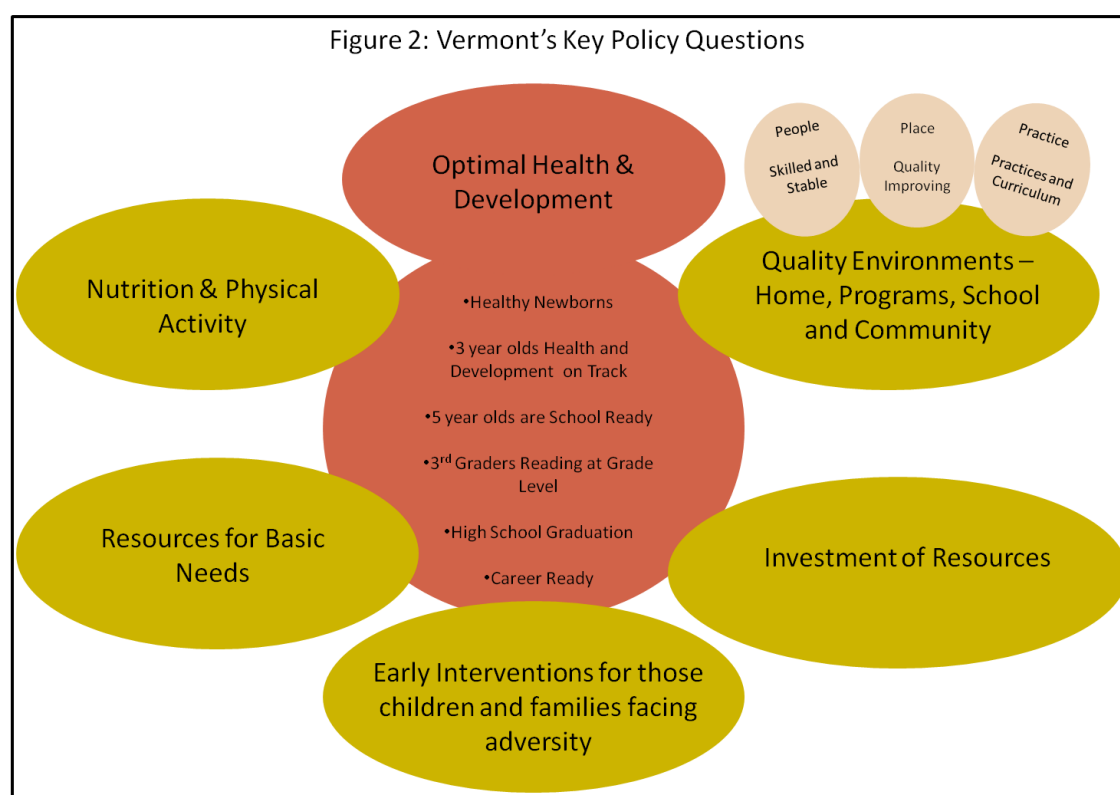 Figure 2: Vermont's Key Policy Questions
Optimal Health &
Development
People
Skilled and
Stable
Place
Quality
Improving
Practice
Practices and
Curriculum
Nutrition & Physical
Activity
Quality Environments –
Home, Programs, School
and Community
•Healthy Newborns
•3 year olds Health and
Development on Track
•5 year olds are School Ready
•3rd Graders Reading at Grade
Level
•High School Graduation
•Career Ready
Resources for Basic
Needs
Investment of Resources
Early Interventions for those
children and families facing
adversity